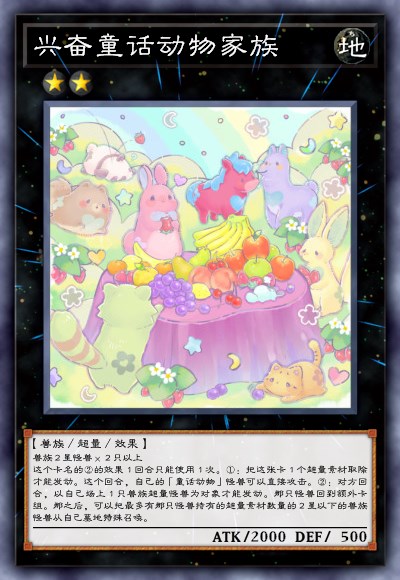 兴奋童话动物家族
地
【兽族/超量/效果】
兽族2星怪兽×2只以上
这个卡名的②的效果1回合只能使用1次。①：把这张卡1个超量素材取除
才能发动。这个回合，自己的「童话动物」怪兽可以直接攻击。②：对方回
合，以自己场上1只兽族超量怪兽为对象才能发动。那只怪兽回到额外卡
组。那之后，可以把最多有那只怪兽持有的超量素材数量的2星以下的兽族
怪兽从自己墓地特殊召唤。
ATK/2000 DEF/ 500